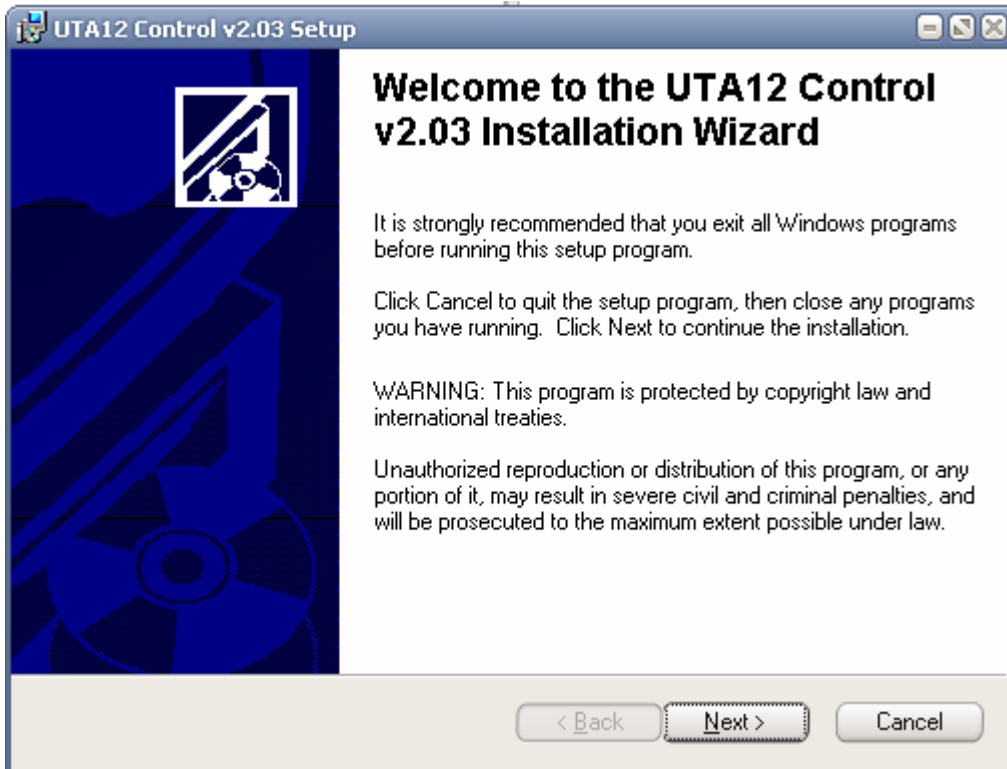 UTA12 Control v2.03 Setup
Welcome to the UTA12 Control
v2.03 Installation Wizard
It is strongly recommended that you exit all Windows programs
before running this setup program.
Click Cancel to quit the setup program, then close any programs
you have running.  Click Next to continue the installation.
WARNING: This program is protected by copyright law and
international treaties.
Unauthorized reproduction or distribution of this program, or any
portion of it, may result in severe civil and criminal penalties, and
will be prosecuted to the maximum extent possible under law.
< Back Next > Cancel